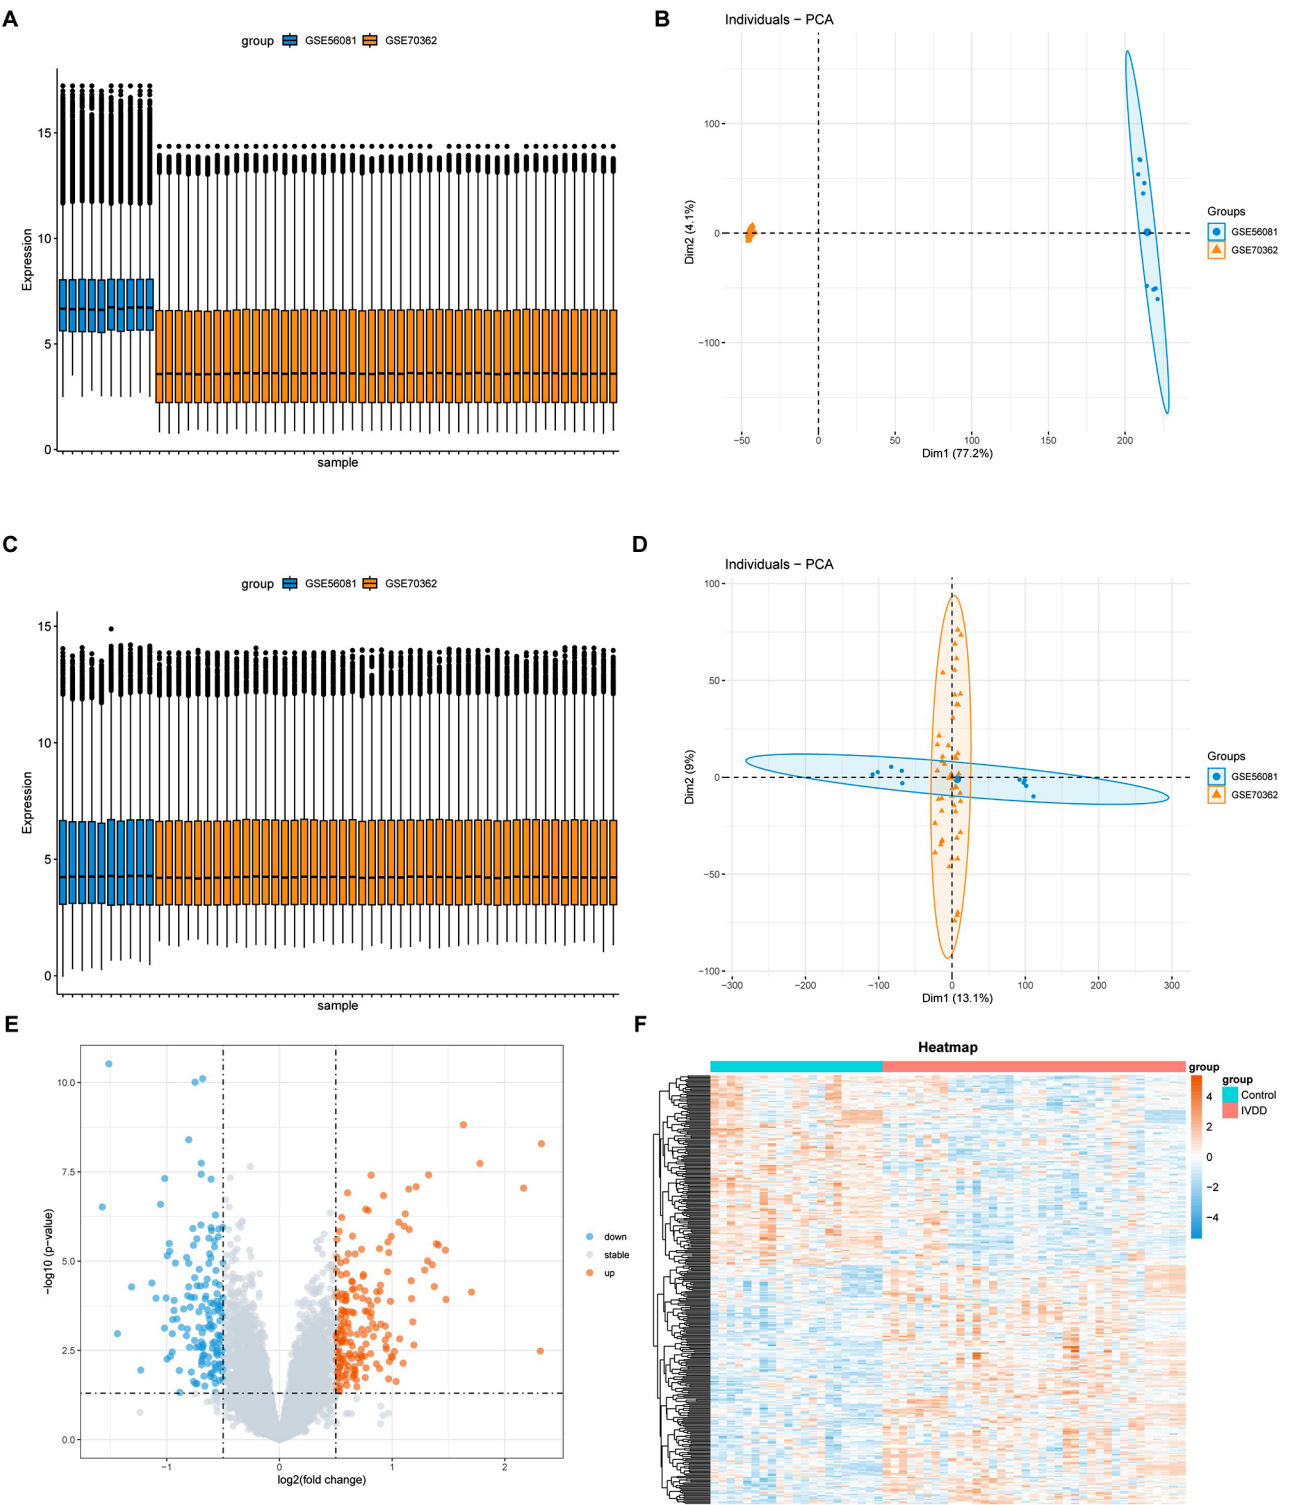 A
group GSE56081 GSE70362
15
10
5
0
Expression
sample
B
Individuals − PCA
100
0
−100
Dim2 (4.1%)
−50 0 50 100 150 200
Dim1 (77.2%)
Groups
GSE56081
GSE70362
C
group GSE56081 GSE70362
15
10
5
0
Expression
sample
D
Individuals − PCA
100
50
0
−50
−100
Dim2 (9%)
−300 −200 −100 0 100 200 300
Dim1 (13.1%)
Groups
GSE56081
GSE70362
E
10.0
7.5
5.0
2.5
0.0
−log10 (p−value)
−1 0 1 2
log2(fold change)
down
stable
up
F
Heatmap
group
4
2
0
−2
−4
group
Control
IVDD